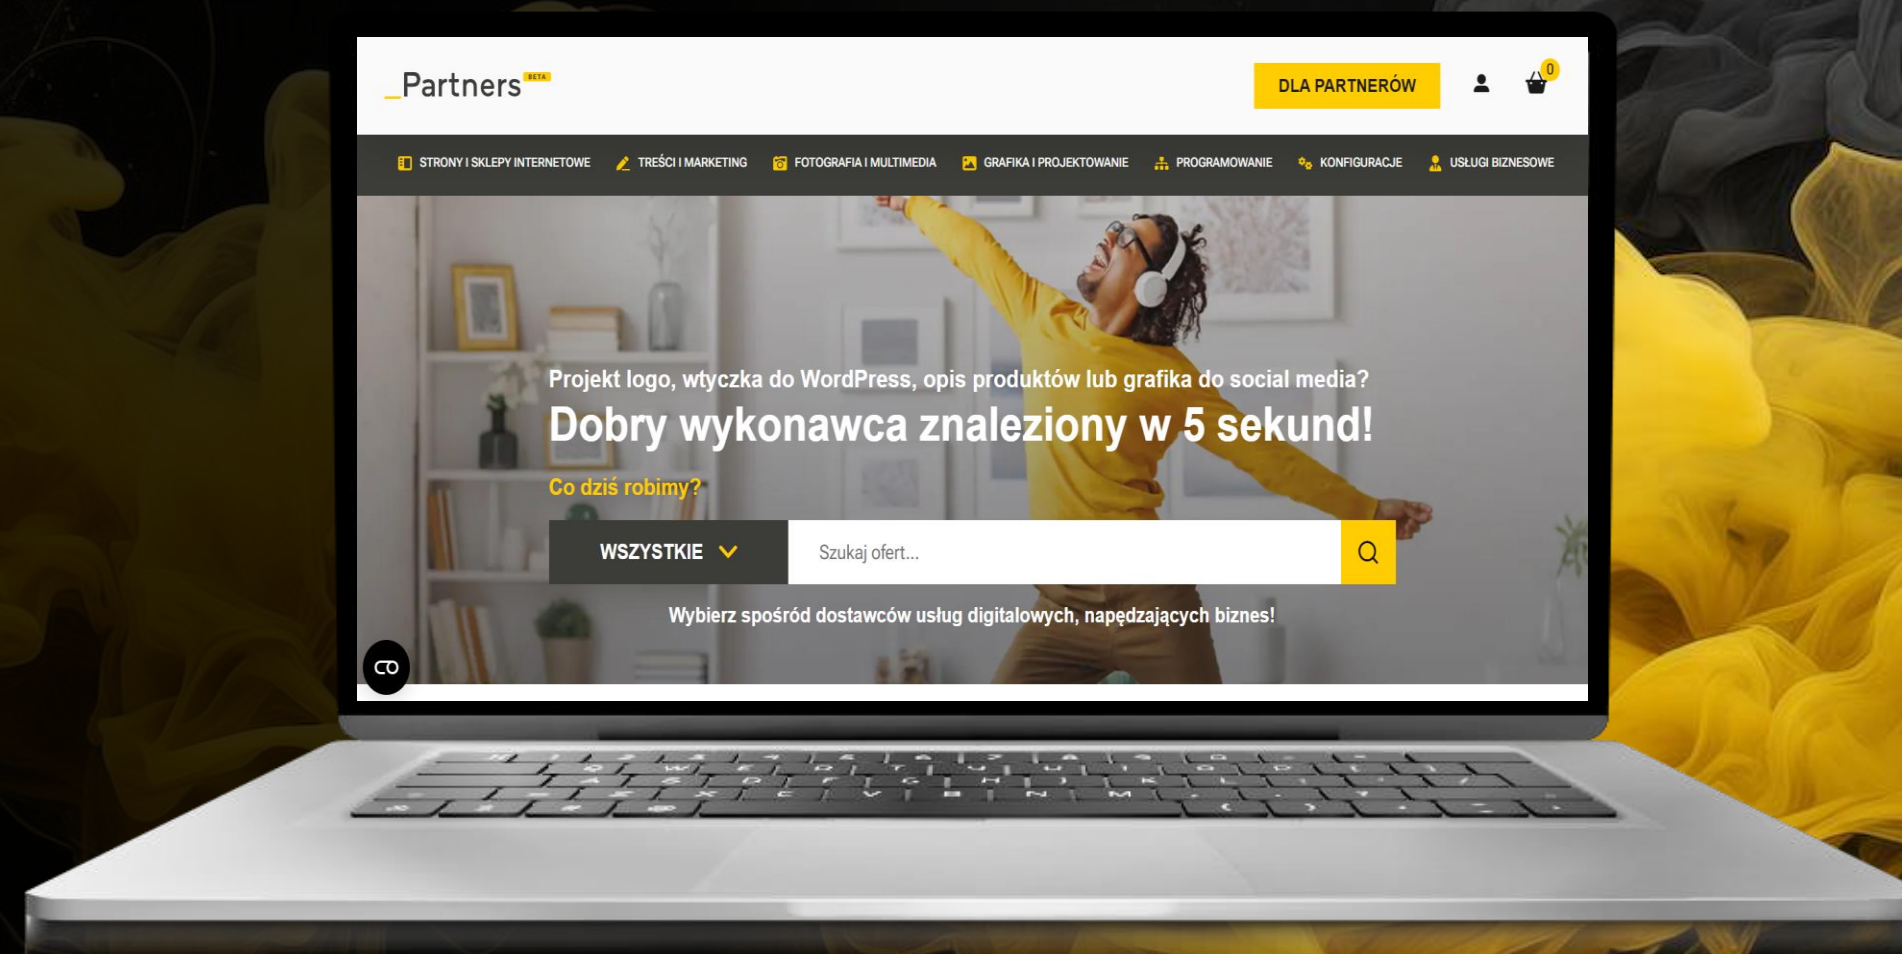 _Partners BETA
DLA PARTNERÓW
0
STRONY I SKLEPY INTERNETOWE
TREŚCI I MARKETING
FOTOGRAFIA I MULTIMEDIA
GRAFIKA I PROJEKTOWANIE
PROGRAMOWANIE
KONFIGURACJE
USŁUGI BIZNESOWE
Projekt logo, wtyczka do WordPress, opis produktów lub grafika do social media?
Dobry wykonawca znaleziony w 5 sekund!
Co dziś robimy?
WSZYSTKIE
Szukaj ofert...
Wybierz spośród dostawców usług digitalowych, napędzających biznes!